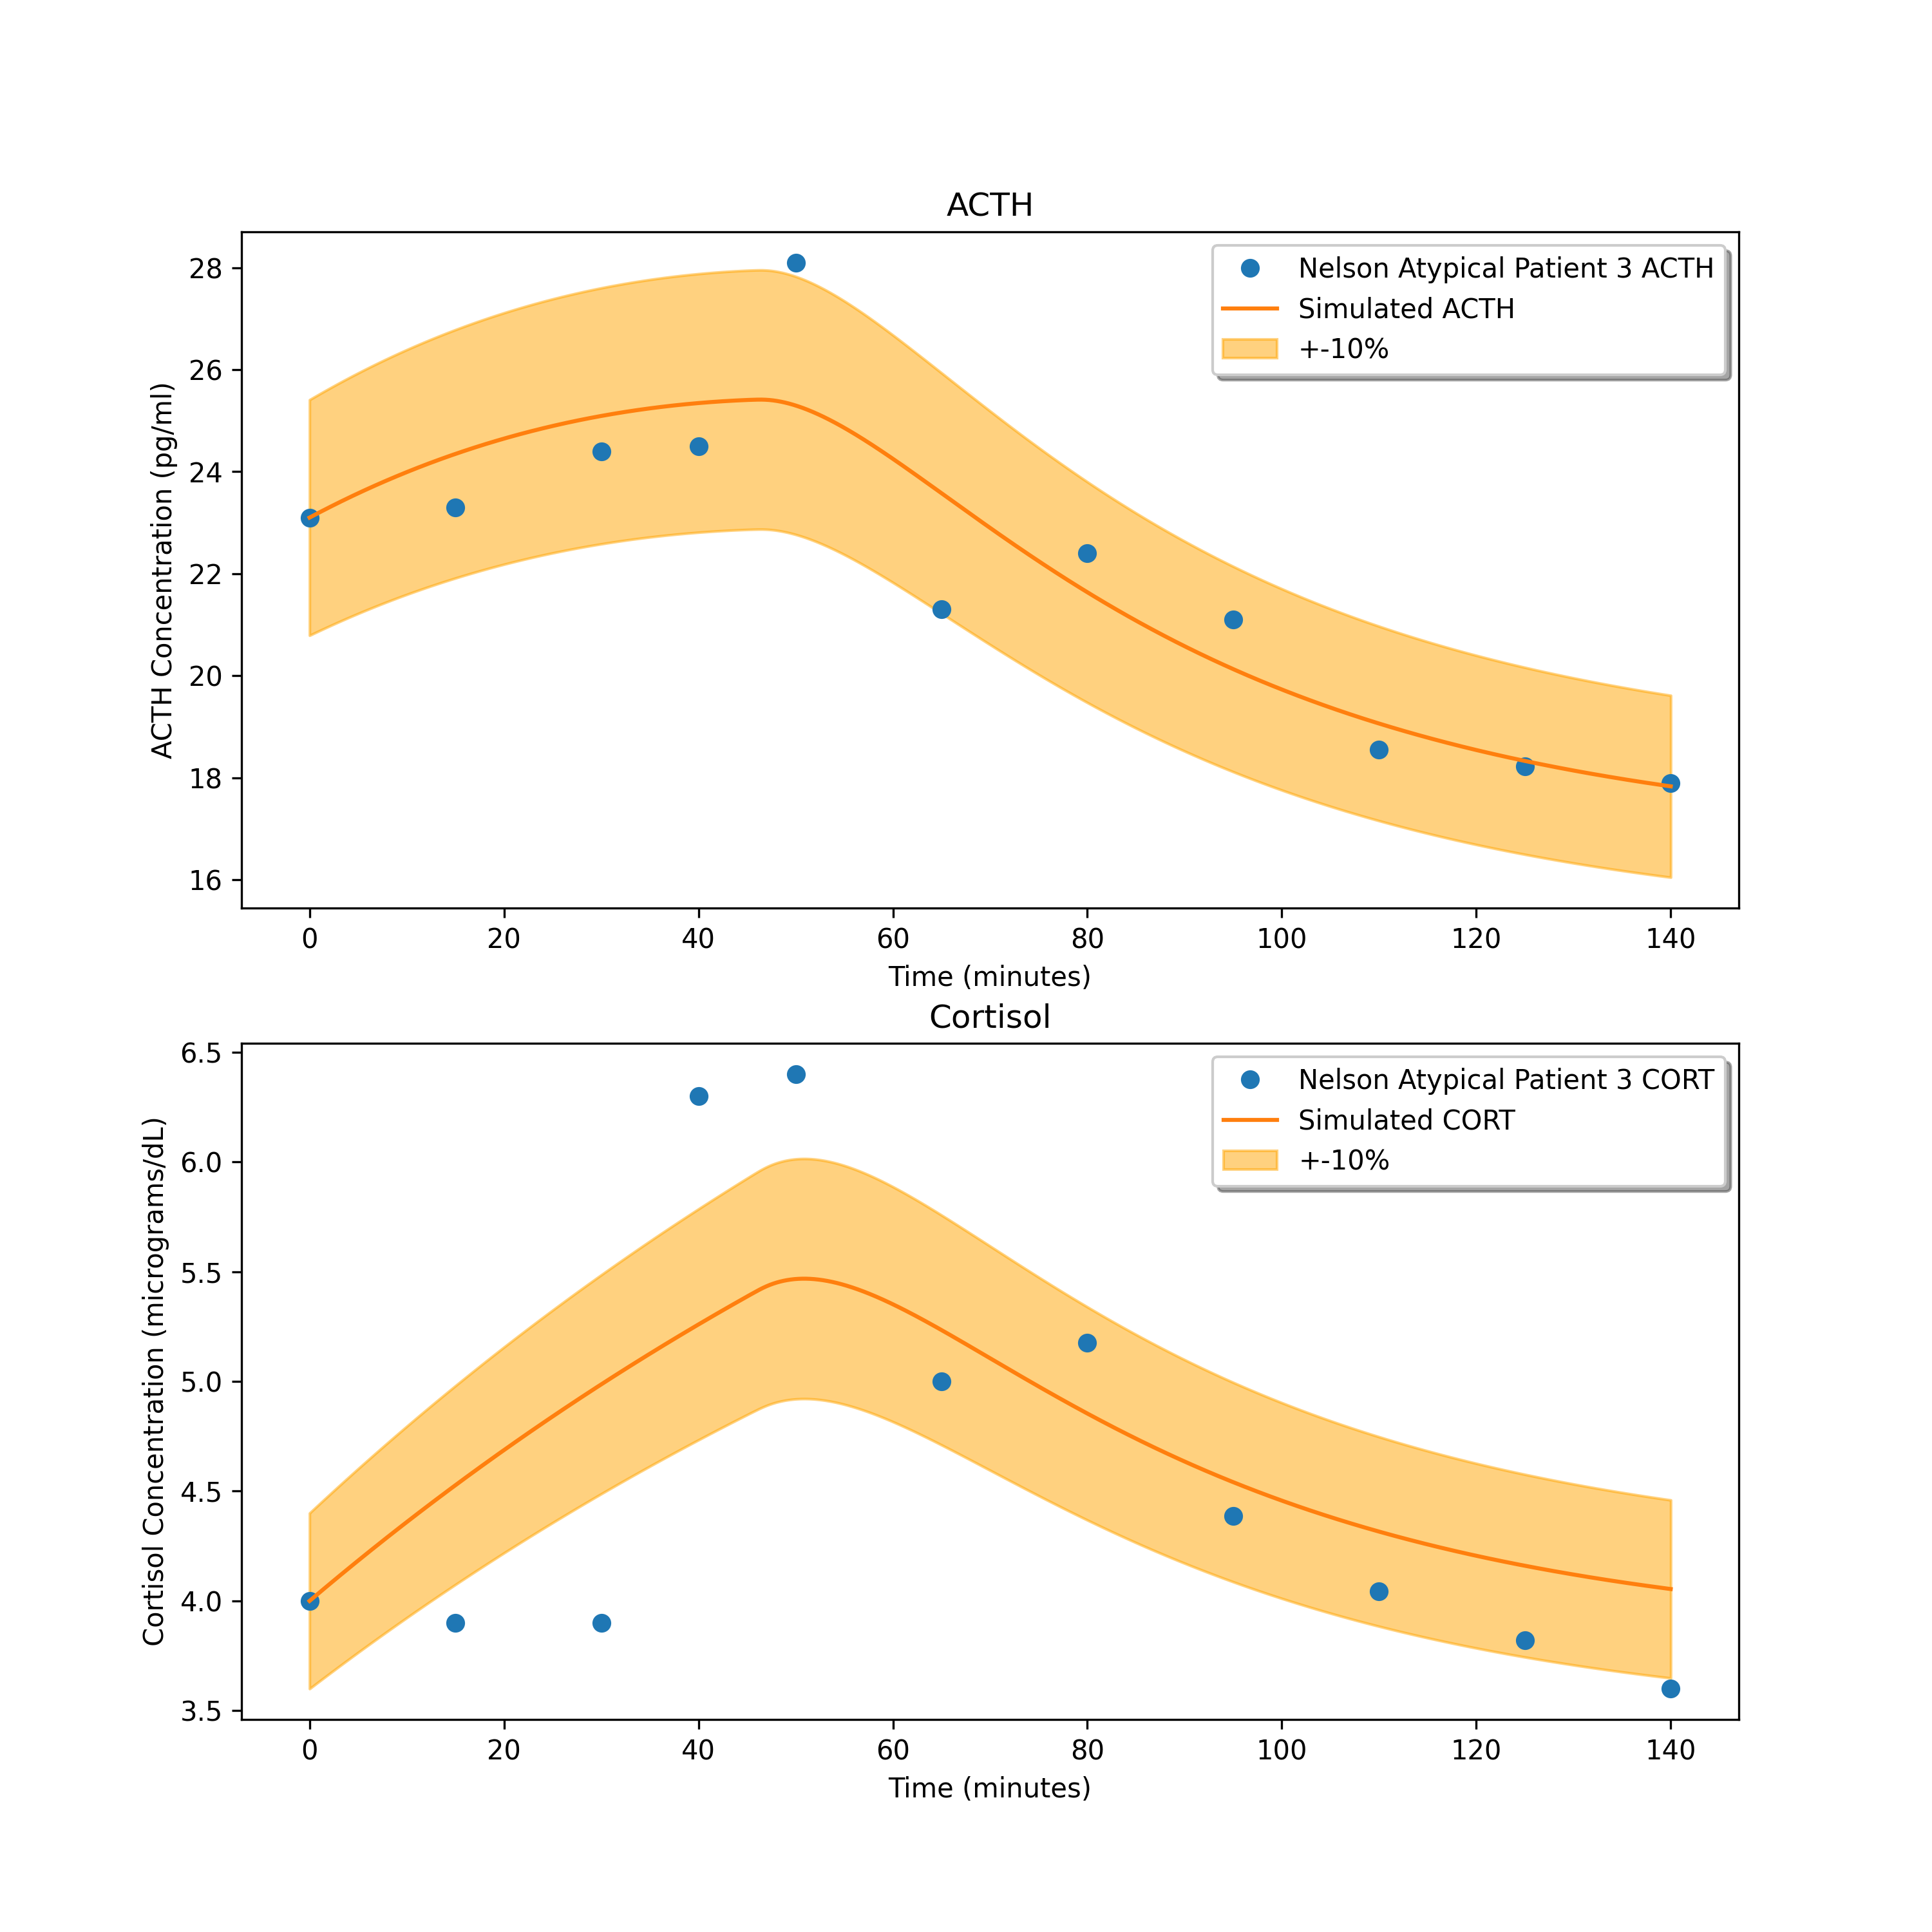 ACTH
28
26
24
22
20
18
16
ACTH Concentration (pg/ml)
Nelson Atypical Patient 3 ACTH
Simulated ACTH
+-10%
0 20 40 60 80 100 120 140
Time (minutes)
Cortisol
6.5
6.0
5.5
5.0
4.5
4.0
3.5
Cortisol Concentration (micrograms/dL)
Nelson Atypical Patient 3 CORT
Simulated CORT
+-10%
0 20 40 60 80 100 120 140
Time (minutes)